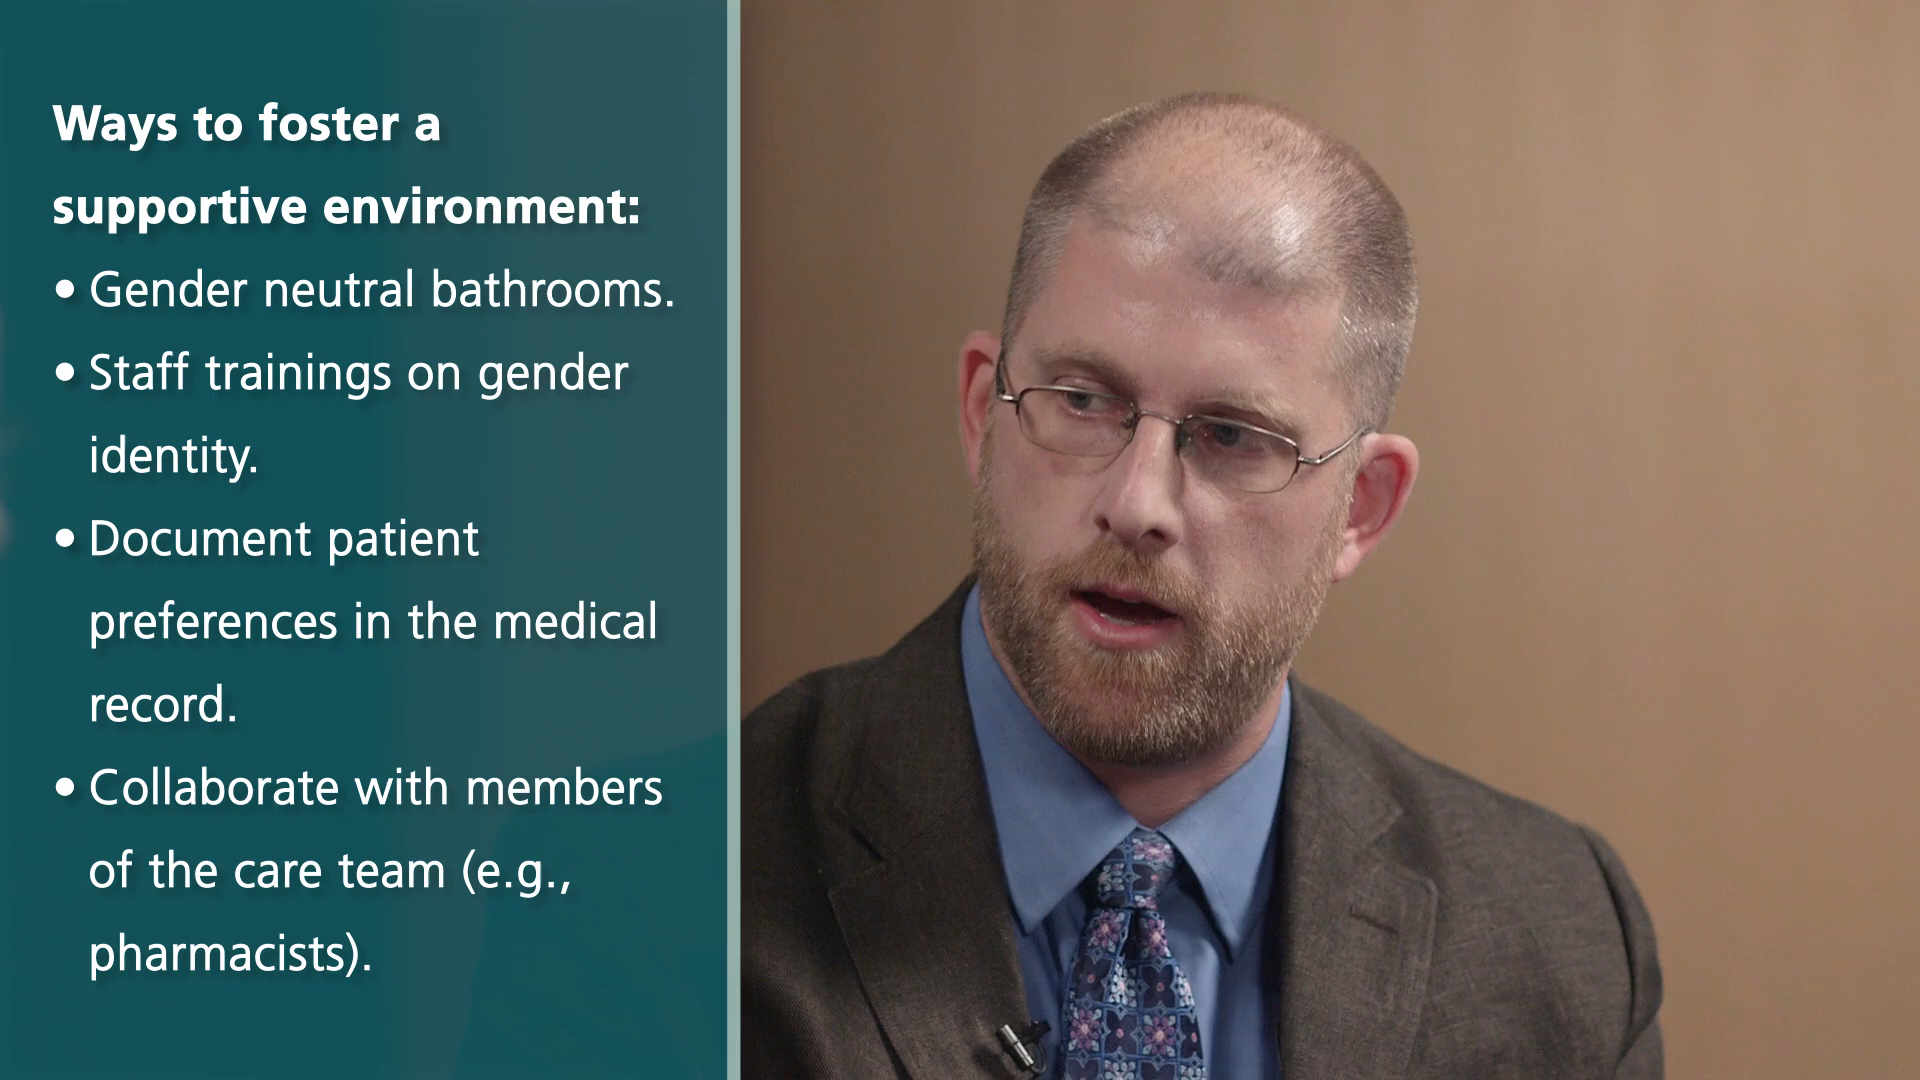 Ways to foster a
supportive environment:
• Gender neutral bathrooms.
• Staff trainings on gender
identity.
• Document patient
preferences in the medical
record.
• Collaborate with members
of the care team (e.g.,
pharmacists).